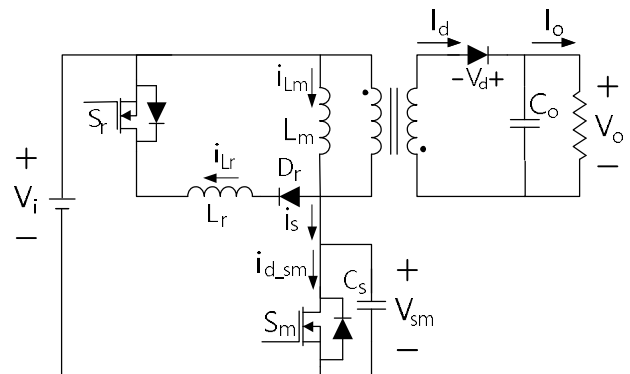 I_d
I_o
-V_d+
i_Lm
L_m
C_o
+
V_o
−
S_r
i_Lr
D_r
L_r
+
V_i
−
i_s
i_d_sm
C_s
+
V_sm
−
S_m